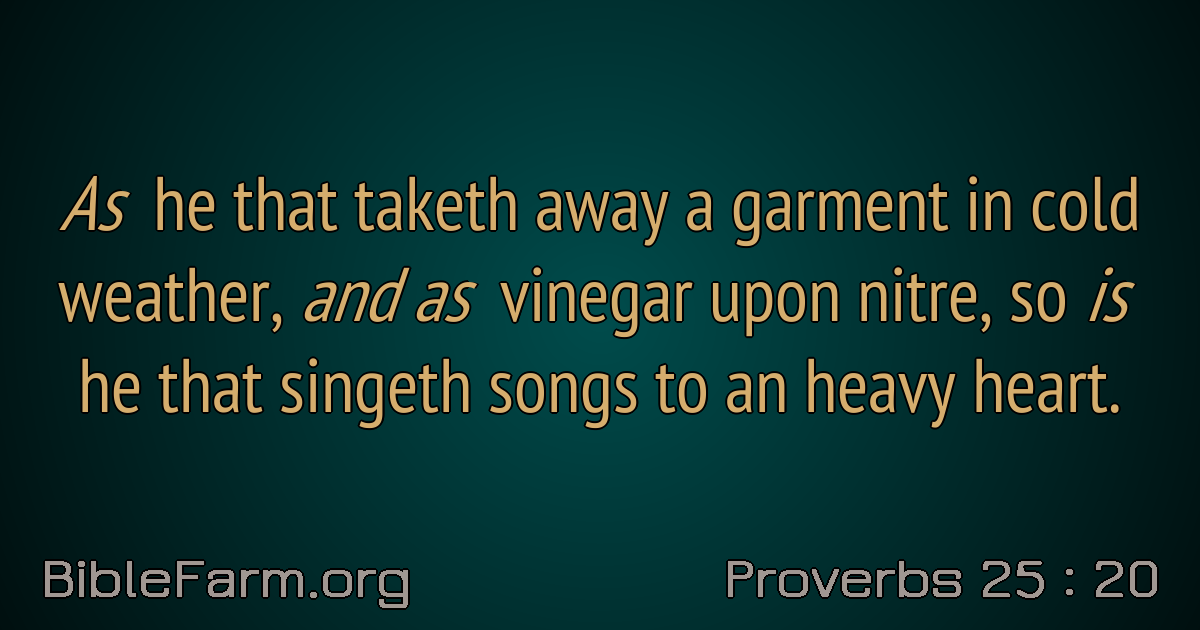 As he that taketh away a garment in cold
weather, and as vinegar upon nitre, so is
he that singeth songs to an heavy heart.
BibleFarm.org
Proverbs 25 : 20